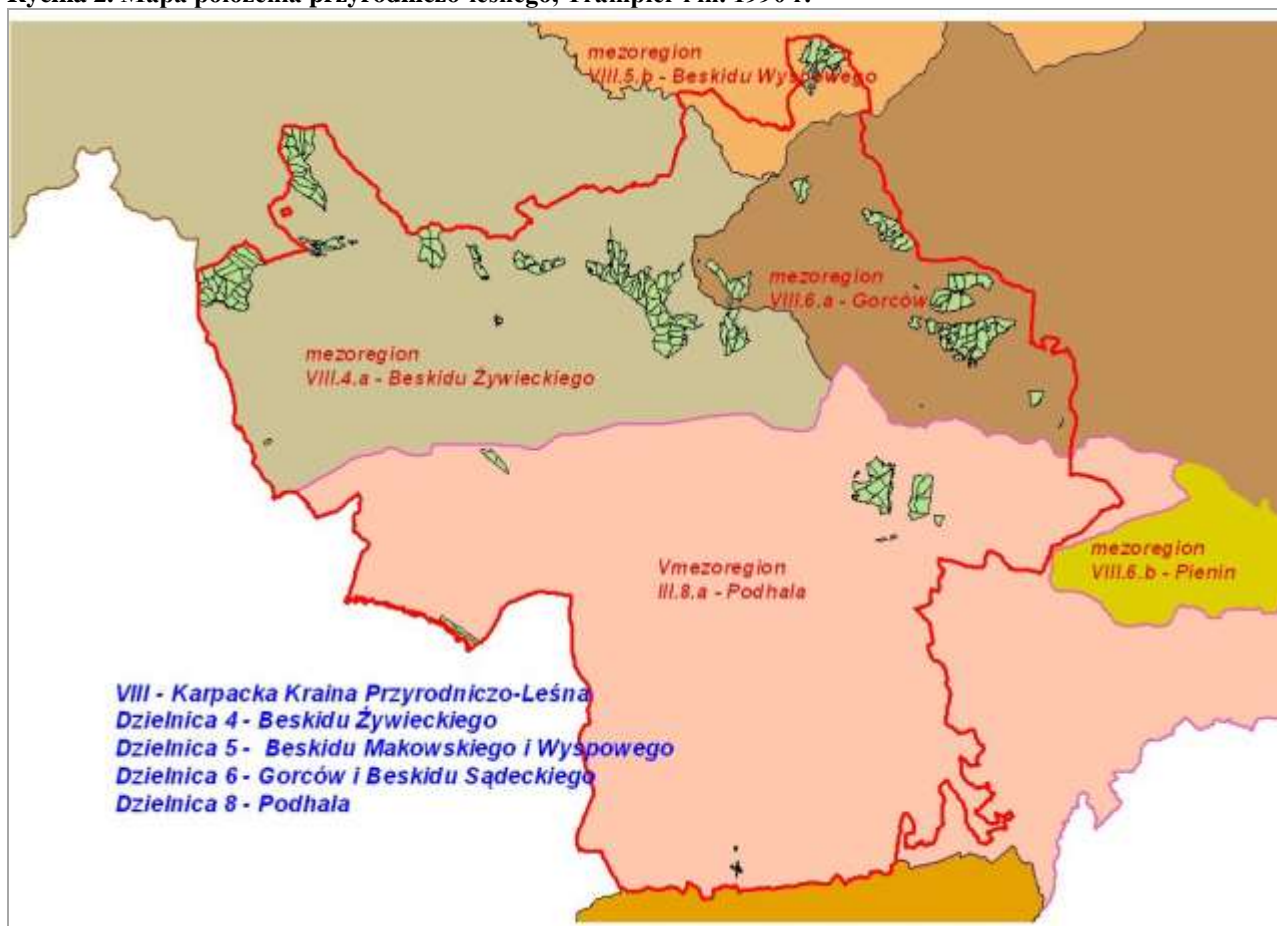 Rycina 2. Mapa położenia przyrodniczo-leśnego, Trampler i in. 1990 r.
mezoregion
VIII.5.b - Beskidu Wyspowego
mezoregion
VIII.6.a - Gorców
mezoregion
VIII.4.a - Beskidu Żywieckiego
mezoregion
VIII.6.b - Pienin
Vmezoregion
III.8.a - Podhala
VIII - Karpacka Kraina Przyrodniczo-Leśna
Dzielnica 4 - Beskidu Żywieckiego
Dzielnica 5 - Beskidu Makowskiego i Wyspowego
Dzielnica 6 - Gorców i Beskidu Sądeckiego
Dzielnica 8 - Podhala